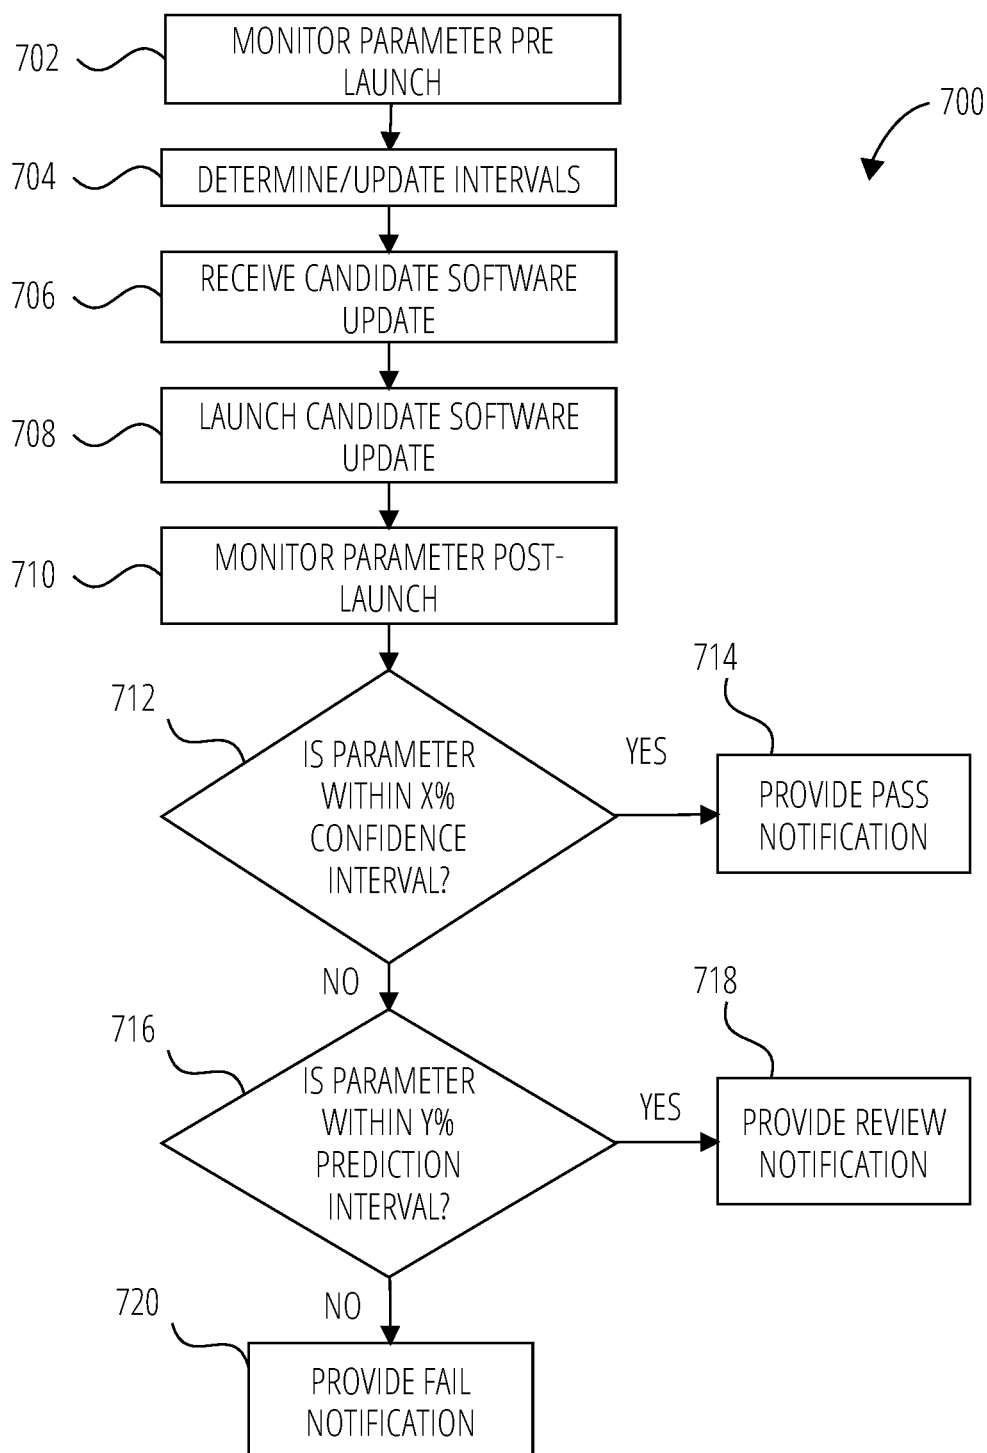 702
MONITOR PARAMETER PRE
LAUNCH
700
704
DETERMINE/UPDATE INTERVALS
706
RECEIVE CANDIDATE SOFTWARE
UPDATE
708
LAUNCH CANDIDATE SOFTWARE
UPDATE
710
MONITOR PARAMETER POST-
LAUNCH
712
IS PARAMETER
WITHIN X%
CONFIDENCE
INTERVAL?
YES
714
PROVIDE PASS
NOTIFICATION
NO
716
IS PARAMETER
WITHIN Y%
PREDICTION
INTERVAL?
YES
718
PROVIDE REVIEW
NOTIFICATION
NO
720
PROVIDE FAIL
NOTIFICATION